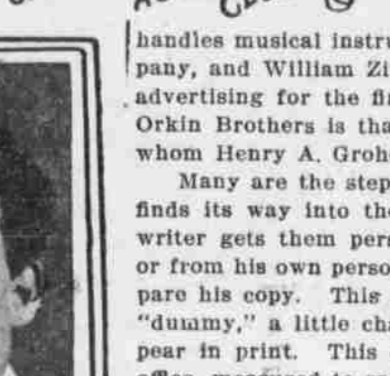 handles musical instru
pany, and William Zi
advertising for the fi
Orkin Brothers is tha
whom Henry A. Groh
Many are the step
finds its way into the
writer gets them pers
or from his own perso
pare his copy. This
"dummy," a little cha
pear in print. This